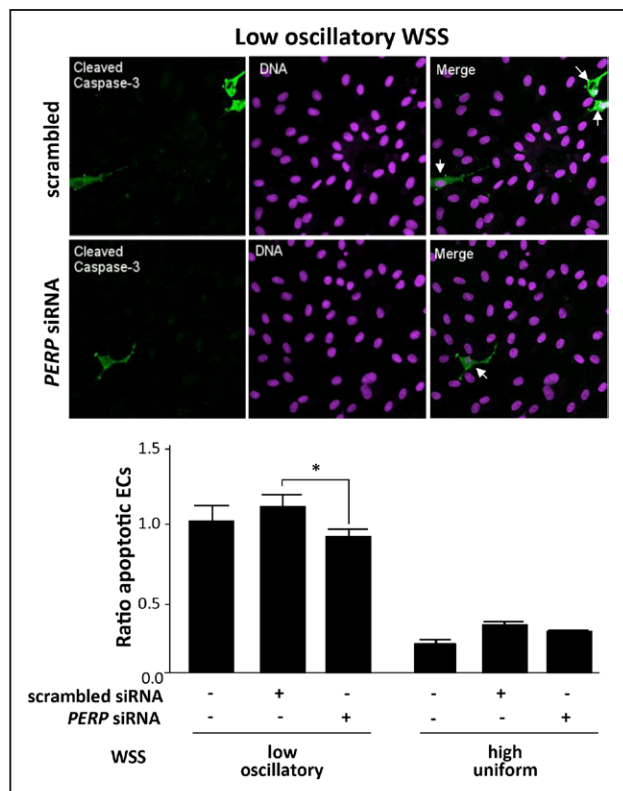 Low oscillatory WSS
scrambled
Cleaved
Caspase-3
DNA
Merge
PERP siRNA
Cleaved
Caspase-3
DNA
Merge
Ratio apoptotic ECs
1.5
1.0
0.5
0.0
*
scrambled siRNA - + - - + -
PERP siRNA - - + - - +
WSS
low
oscillatory
high
uniform